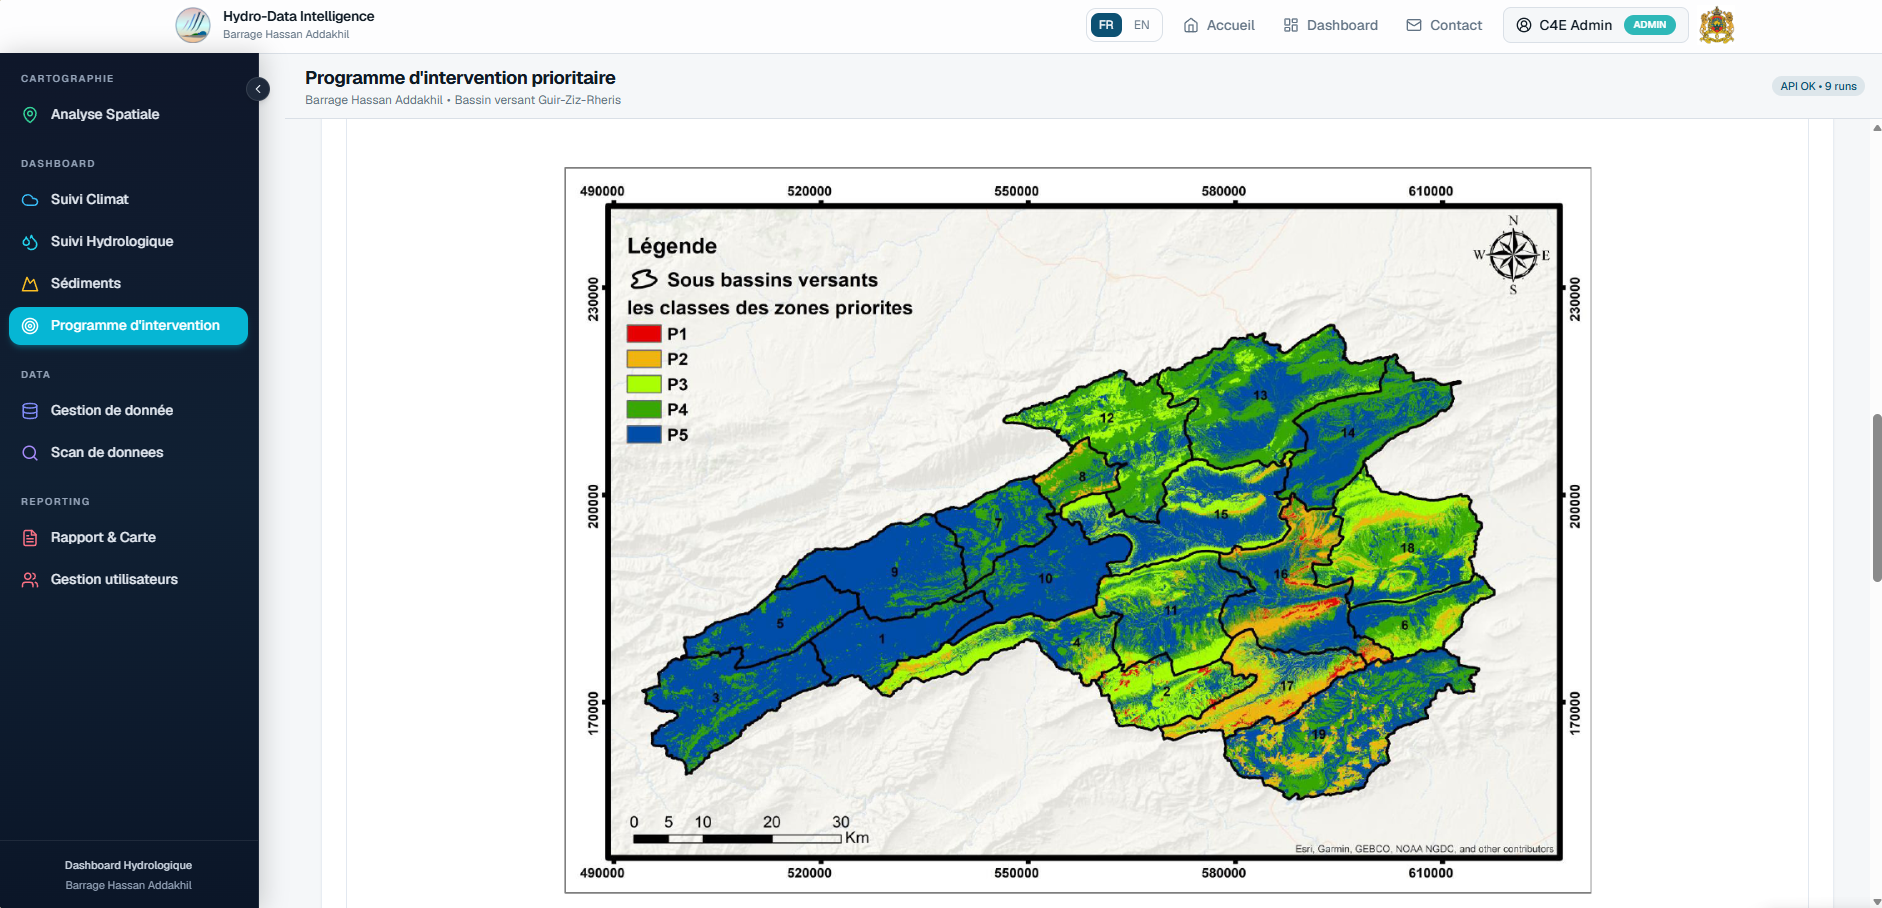 Hydro-Data Intelligence
Barrage Hassan Addakhil
FR
EN
Accueil
Dashboard
Contact
C4E Admin
ADMIN
CARTOGRAPHIE
Analyse Spatiale
DASHBOARD
Suivi Climat
Suivi Hydrologique
Sédiments
Programme d'intervention
DATA
Gestion de donnée
Scan de donnees
REPORTING
Rapport & Carte
Gestion utilisateurs
Dashboard Hydrologique
Barrage Hassan Addakhil
Programme d'intervention prioritaire
Barrage Hassan Addakhil • Bassin versant Guir-Ziz-Rheris
API OK • 9 runs
490000 520000 550000 580000 610000
230000
200000
170000
Légende
Sous bassins versants
les classes des zones priorites
P1
P2
P3
P4
P5
N
W E
S
13
12
14
8
15
7
18
9
10
16
11
5
6
1
4
2
17
3
19
230000
200000
170000
0 5 10 20 30
Km
Esri, Garmin, GEBCO, NOAA NGDC, and other contributors
490000 520000 550000 580000 610000